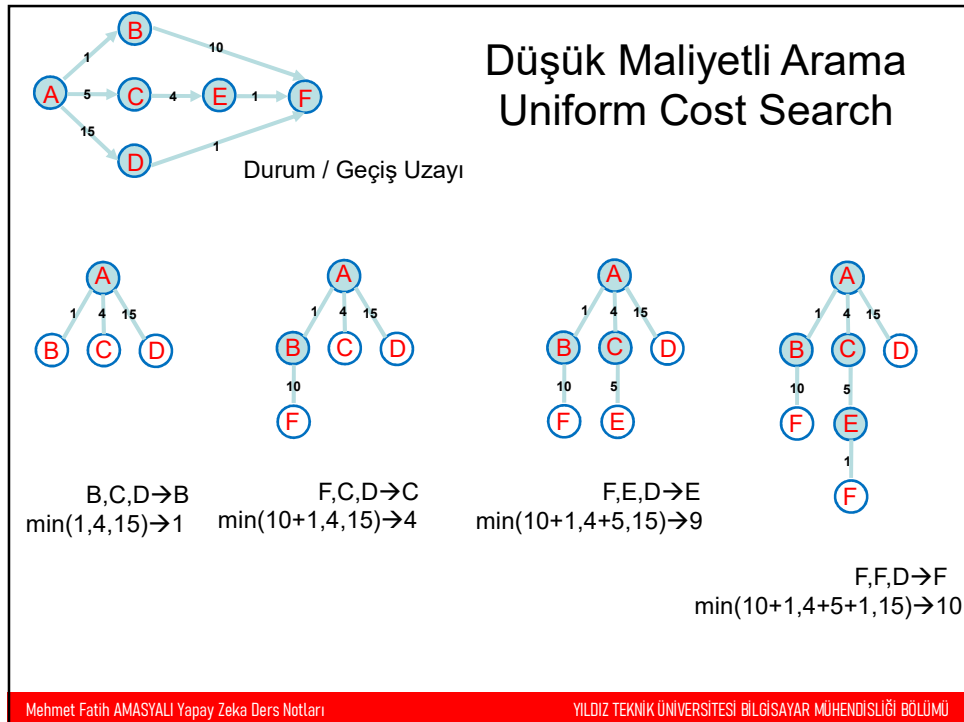 Düşük Maliyetli Arama
Uniform Cost Search
B
1
10
A
5
C
4
E
1
F
15
1
D
Durum / Geçiş Uzayı
A
1
4
15
B
C
D
B,C,D→B
min(1,4,15)→1
A
1
4
15
B
C
D
10
F
F,C,D→C
min(10+1,4,15)→4
A
1
4
15
B
C
D
10
5
F
E
F,E,D→E
min(10+1,4+5,15)→9
A
1
4
15
B
C
D
10
5
F
E
1
F
F,F,D→F
min(10+1,4+5+1,15)→10
Mehmet Fatih AMASYALI Yapay Zeka Ders Notları
YILDIZ TEKNİK ÜNİVERSİTESİ BİLGİSAYAR MÜHENDİSLİĞİ BÖLÜMÜ